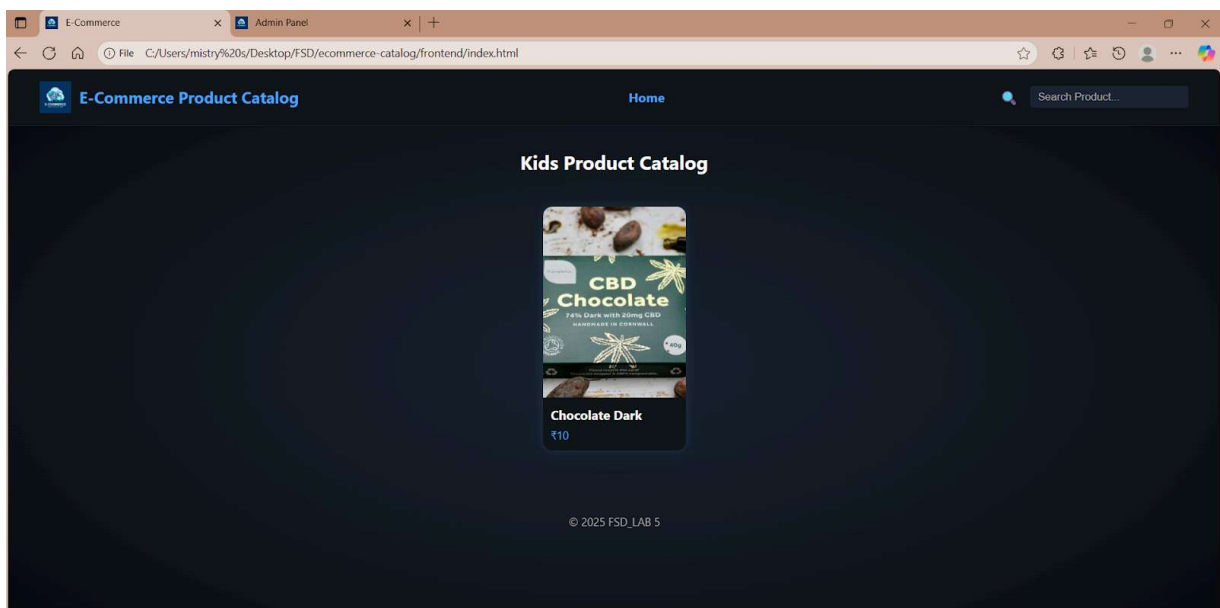 E-Commerce
Admin Panel
File C:/Users/mistry%20s/Desktop/FSD/ecommerce-catalog/frontend/index.html
E-Commerce Product Catalog
Home
Search Product...
Kids Product Catalog
CBD
Chocolate
74% Dark with 20mg CBD
HANDMADE IN CORNWALL
40g
Chocolate Dark
₹10
© 2025 FSD_LAB 5